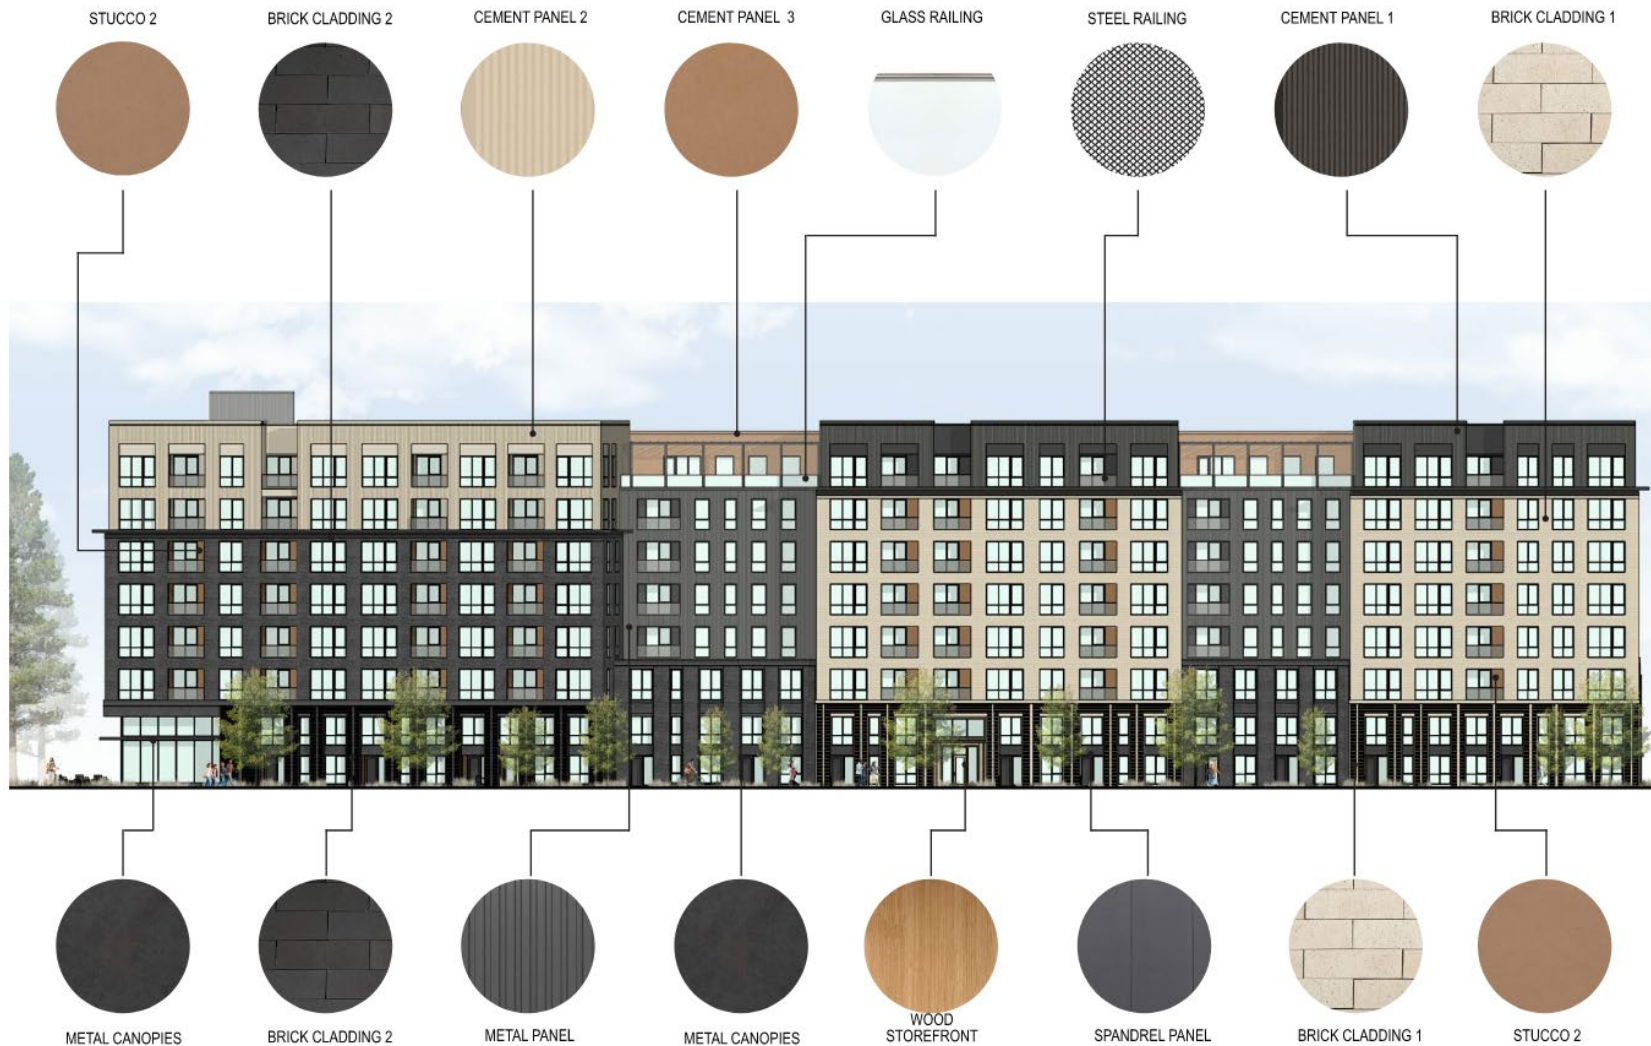 STUCCO 2
BRICK CLADDING 2
CEMENT PANEL 2
CEMENT PANEL 3
GLASS RAILING
STEEL RAILING
CEMENT PANEL 1
BRICK CLADDING 1
METAL CANOPIES
BRICK CLADDING 2
METAL PANEL
METAL CANOPIES
WOOD
STOREFRONT
SPANDREL PANEL
BRICK CLADDING 1
STUCCO 2